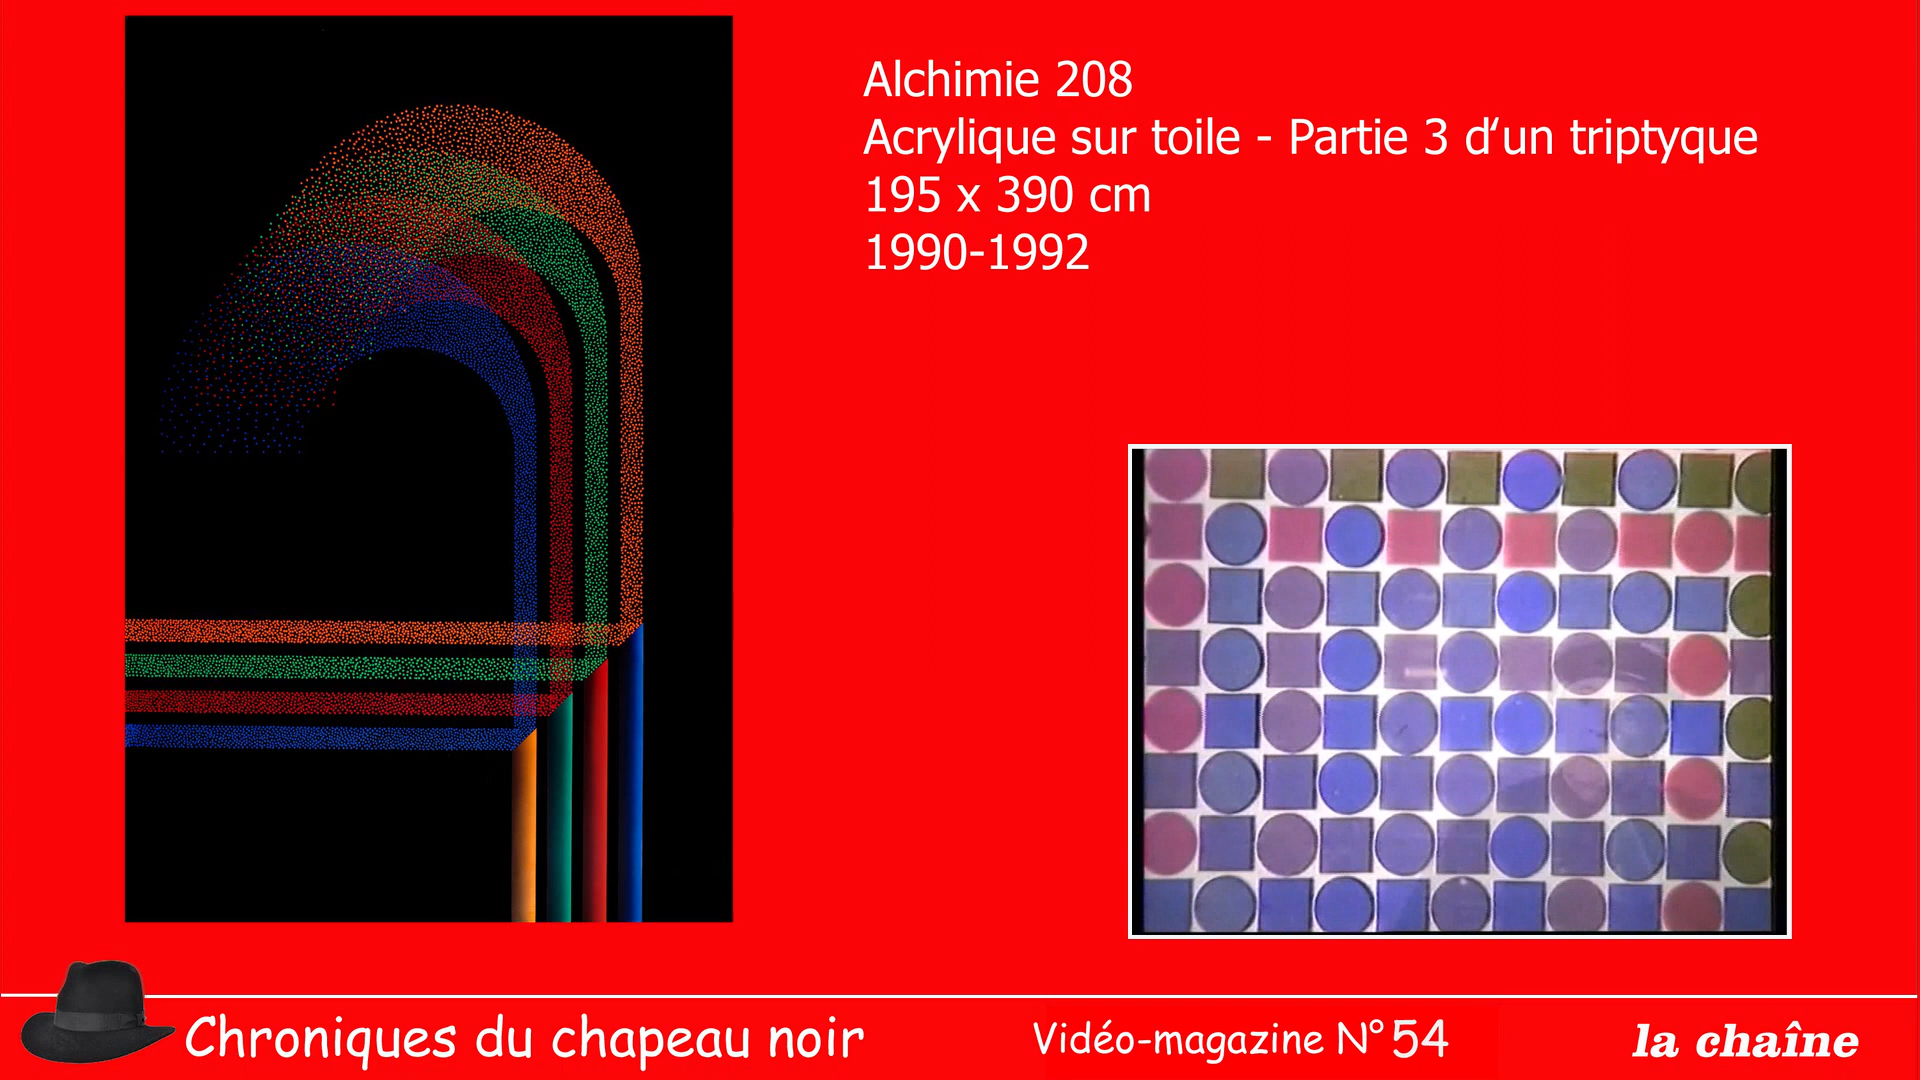 Alchimie 208
Acrylique sur toile - Partie 3 d‘un triptyque
195 x 390 cm
1990-1992
Chroniques du chapeau noir
Vidéo-magazine N° 54
la chaîne